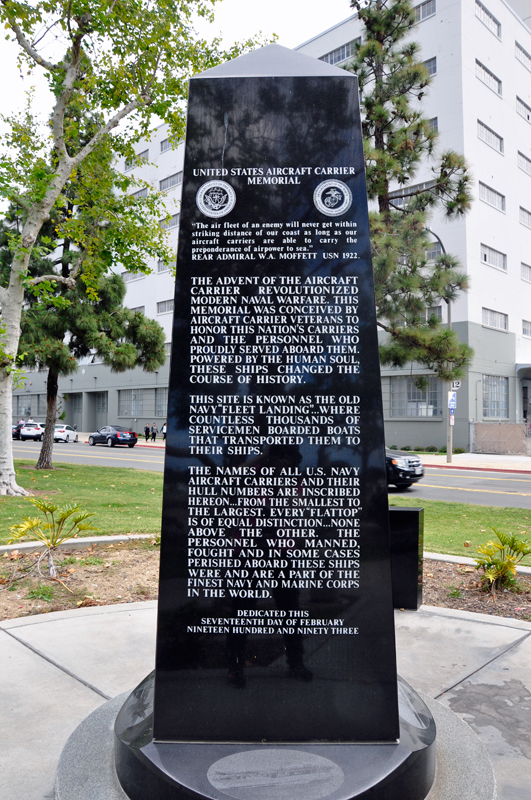 UNITED STATES AIRCRAFT CARRIER
MEMORIAL
"The air fleet of an enemy will never get within
striking distance of our coast as long as our
aircraft carriers are able to carry the
preponderance of airpower to sea."
REAR ADMIRAL W.A. MOFFETT USN 1922.
THE ADVENT OF THE AIRCRAFT
CARRIER REVOLUTIONIZED
MODERN NAVAL WARFARE. THIS
MEMORIAL WAS CONCEIVED BY
AIRCRAFT CARRIER VETERANS TO
HONOR THIS NATION'S CARRIERS
AND THE PERSONNEL WHO
PROUDLY SERVED ABOARD THEM.
POWERED BY THE HUMAN SOUL,
THESE SHIPS CHANGED THE
COURSE OF HISTORY.
THIS SITE IS KNOWN AS THE OLD
NAVY"FLEET LANDING"...WHERE
COUNTLESS THOUSANDS OF
SERVICEMEN BOARDED BOATS
THAT TRANSPORTED THEM TO
THEIR SHIPS.
THE NAMES OF ALL U.S. NAVY
AIRCRAFT CARRIERS AND THEIR
HULL NUMBERS ARE INSCRIBED
HEREON...FROM THE SMALLEST TO
THE LARGEST. EVERY"FLATTOP"
IS OF EQUAL DISTINCTION...NONE
ABOVE THE OTHER. THE
PERSONNEL WHO MANNED,
FOUGHT AND IN SOME CASES
PERISHED ABOARD THESE SHIPS
WERE AND ARE A PART OF THE
FINEST NAVY AND MARINE CORPS
IN THE WORLD.
DEDICATED THIS
SEVENTEENTH DAY OF FEBRUARY
NINETEEN HUNDRED AND NINETY THREE
12